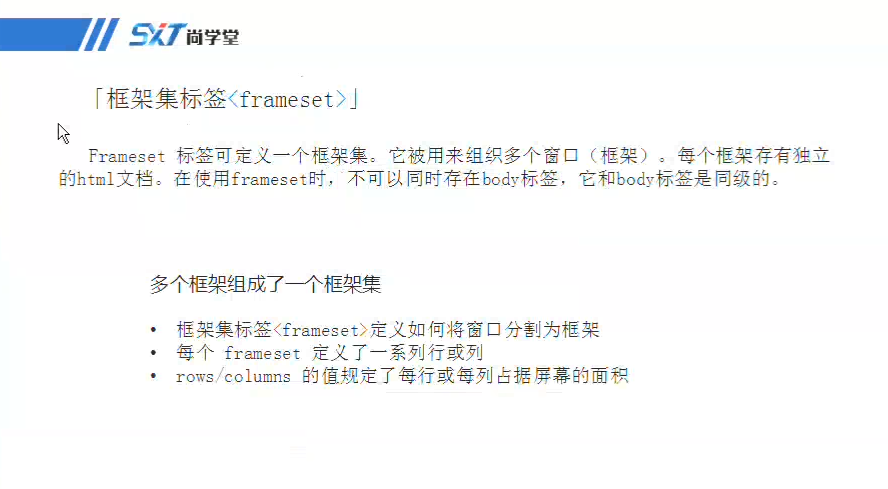 SXT尚学堂
「框架集标签<frameset>」
Frameset 标签可定义一个框架集。它被用来组织多个窗口（框架）。每个框架存有独立
的html文档。在使用frameset时，不可以同时存在body标签，它和body标签是同级的。
多个框架组成了一个框架集
• 框架集标签<frameset>定义如何将窗口分割为框架
• 每个 frameset 定义了一系列行或列
• rows/columns 的值规定了每行或每列占据屏幕的面积